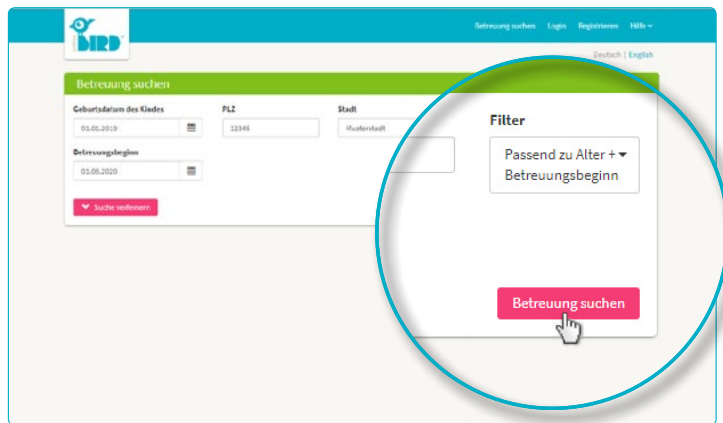 BIRD
Betreuung suchen Login Registrieren Hilfe
Deutsch | English
Betreuung suchen
Geburtsdatum des Kindes PLZ Stadt
01.01.2019 12345 Musterstadt
Betreuungsbeginn
01.05.2020
Suche verfeinern
Filter
Passend zu Alter +
Betreuungsbeginn
Betreuung suchen